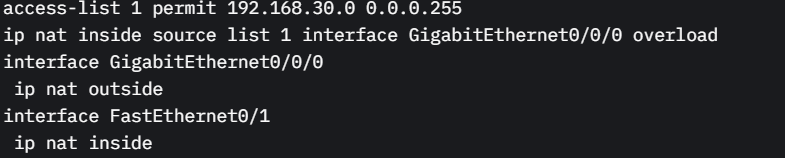 access-list 1 permit 192.168.30.0 0.0.0.255
ip nat inside source list 1 interface GigabitEthernet0/0/0 overload
interface GigabitEthernet0/0/0
 ip nat outside
interface FastEthernet0/1
 ip nat inside